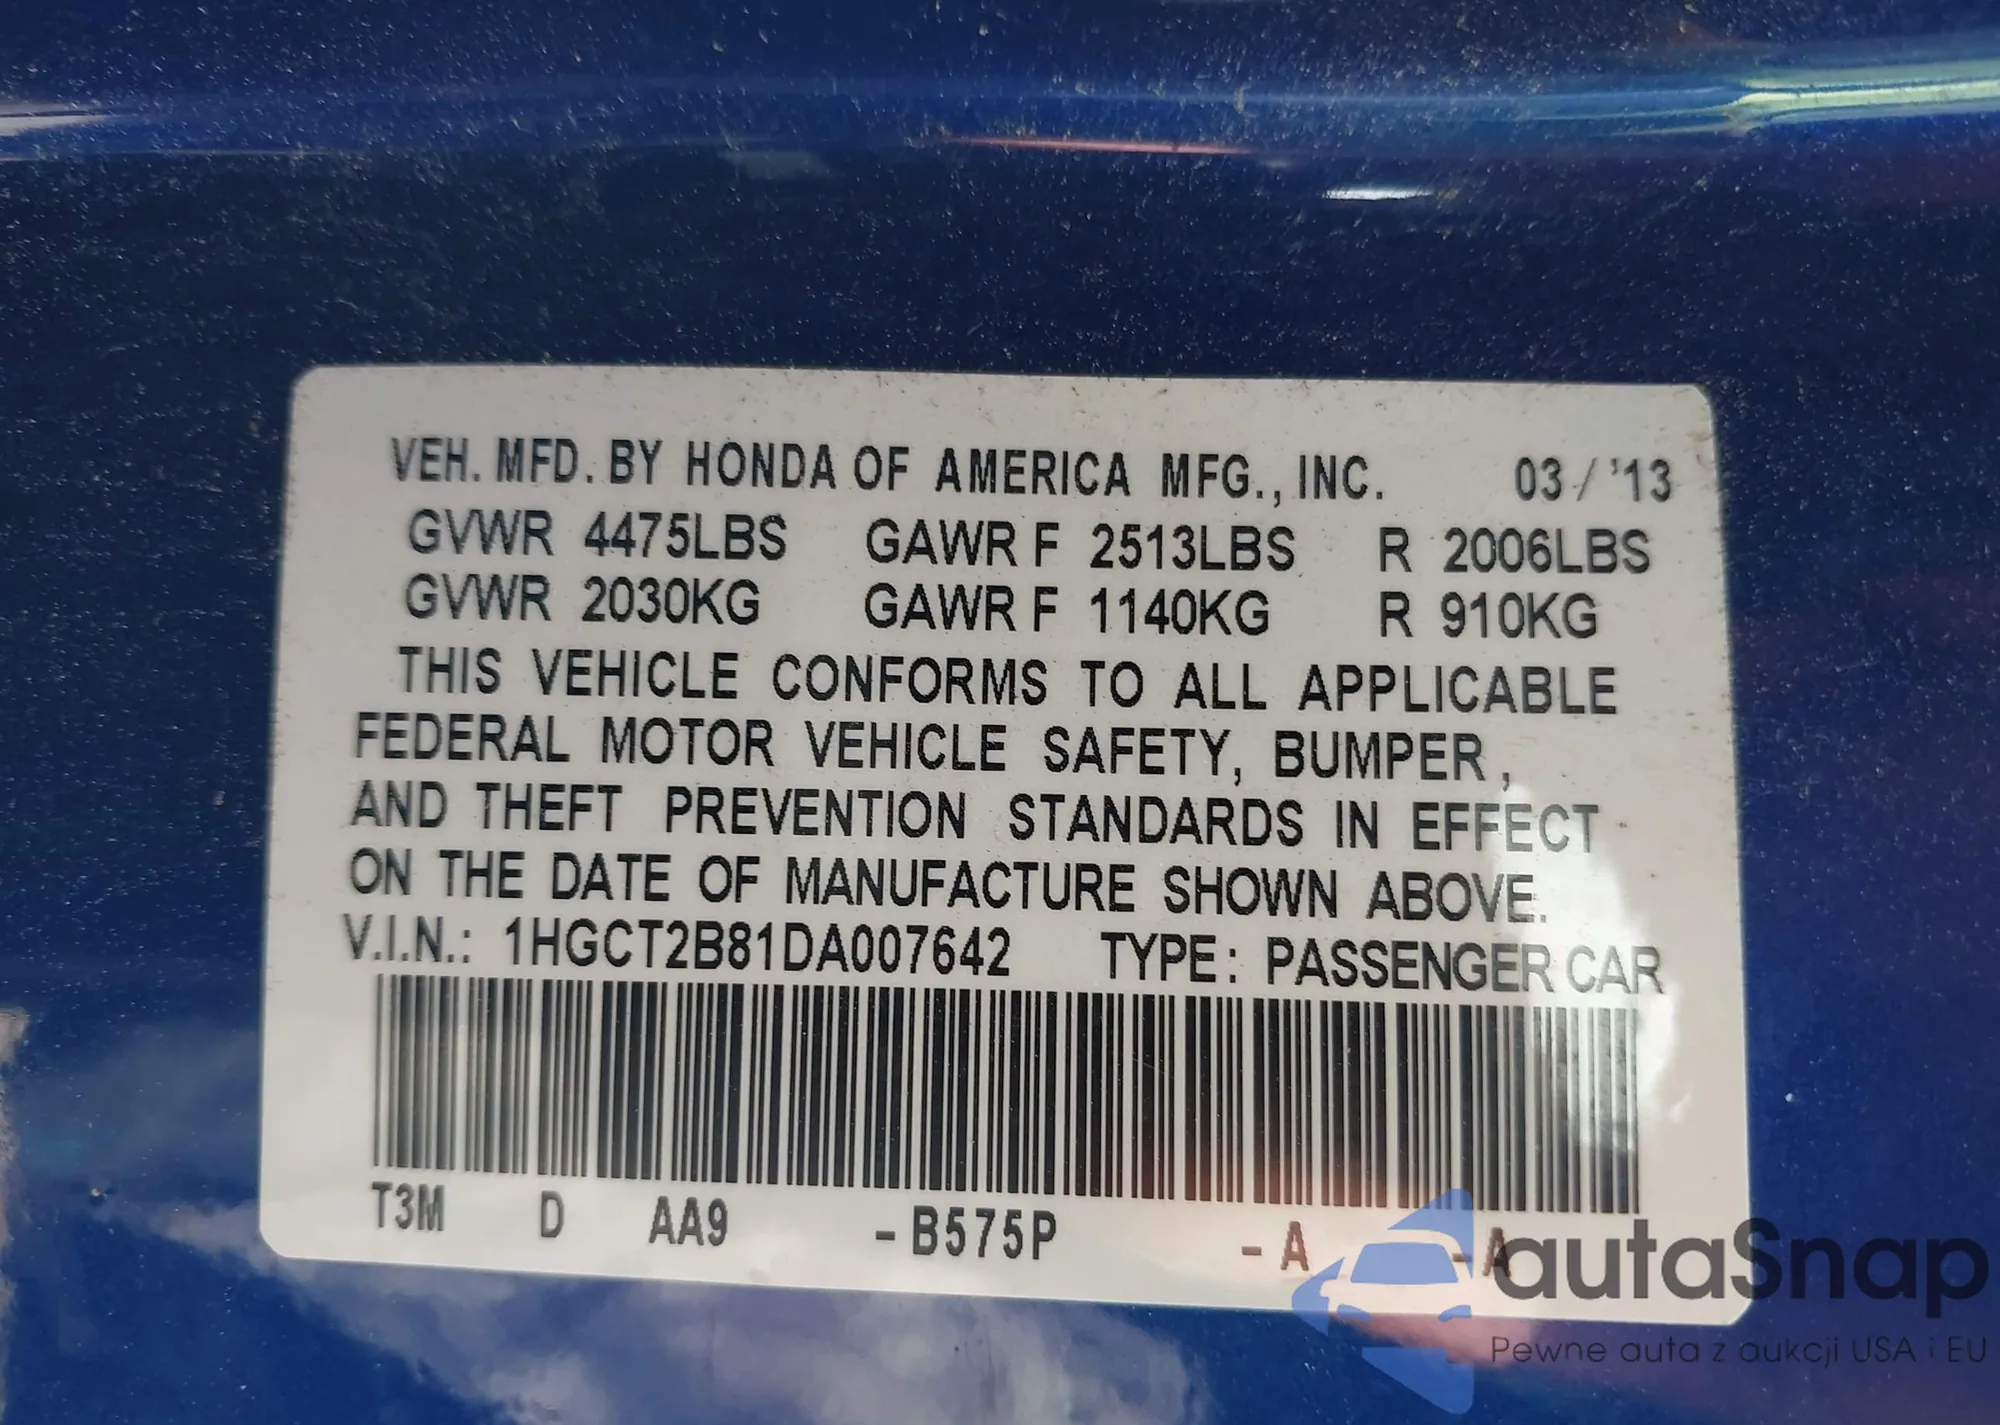 VEH. MFD. BY HONDA OF AMERICA MFG., INC. 03/'13
GVWR 4475LBS GAWR F 2513LBS R 2006LBS
GVWR 2030KG GAWR F 1140KG R 910KG
THIS VEHICLE CONFORMS TO ALL APPLICABLE
FEDERAL MOTOR VEHICLE SAFETY, BUMPER,
AND THEFT PREVENTION STANDARDS IN EFFECT
ON THE DATE OF MANUFACTURE SHOWN ABOVE.
V.I.N.: 1HGCT2B81DA007642 TYPE: PASSENGER CAR
T3M D AA9 -B575P -A -A
autaSnap
Pewne auta z aukcji USA i EU